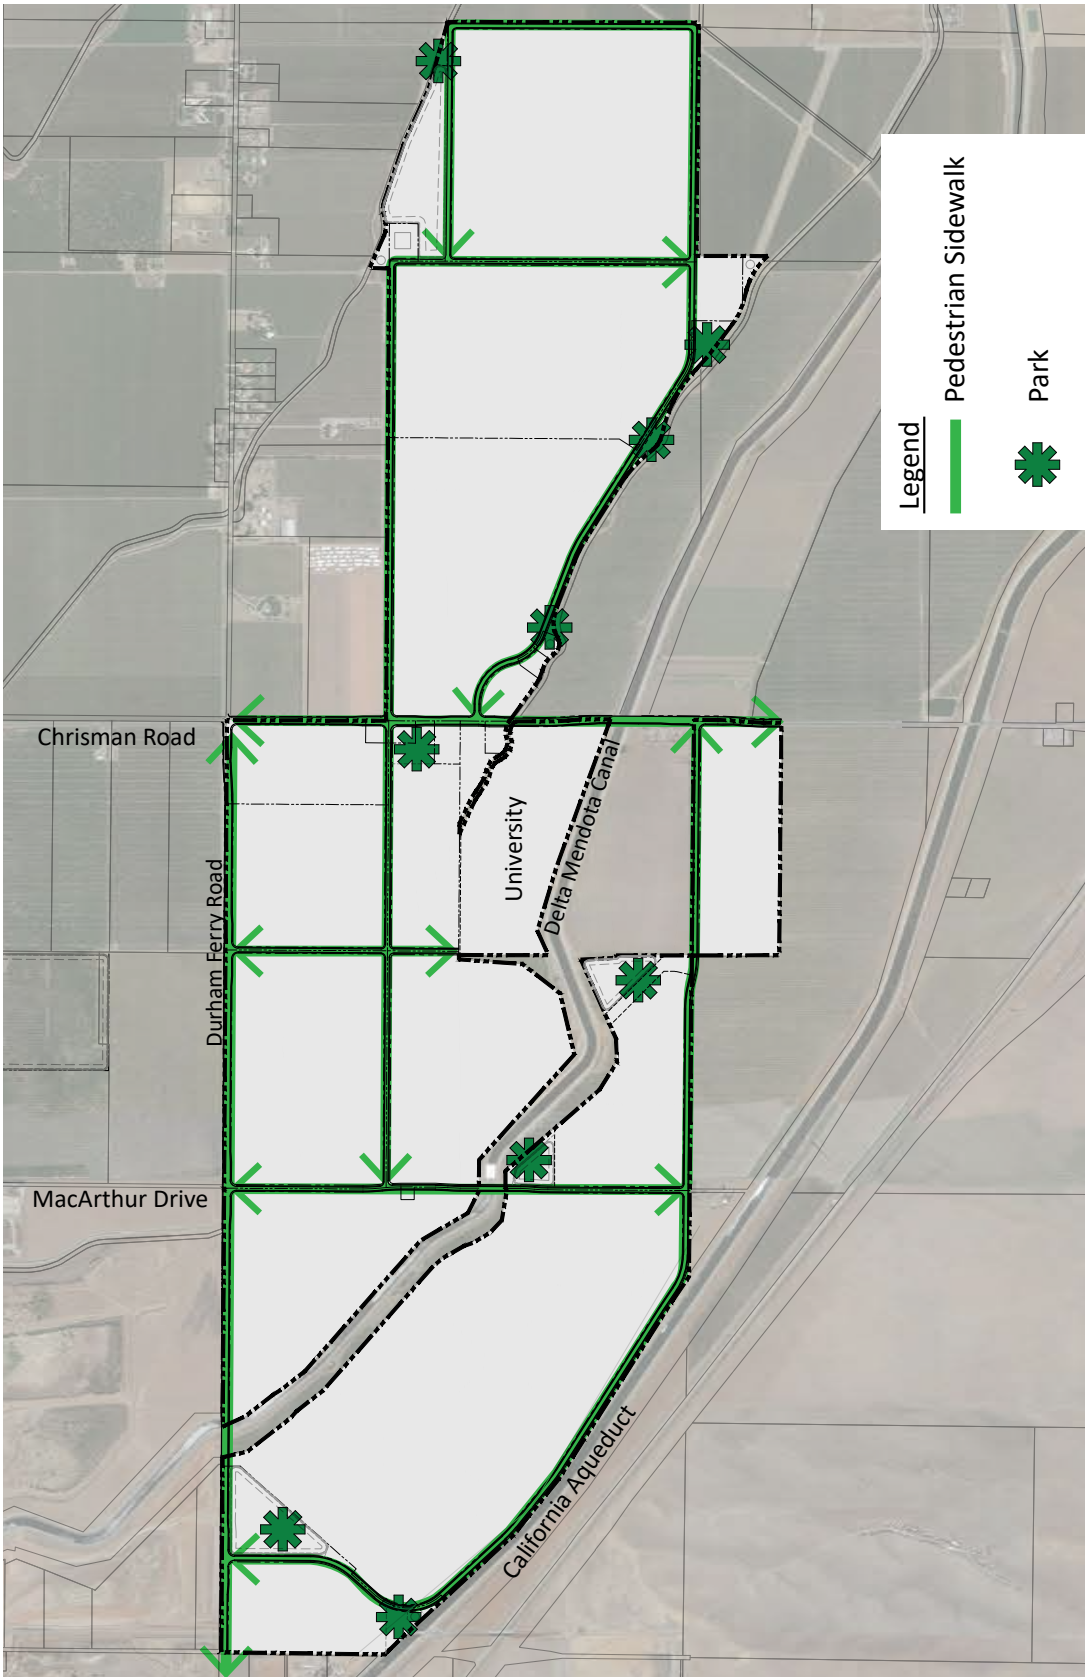 Legend
Pedestrian Sidewalk
Park
Chrisman Road
Durham Ferry Road
University
Delta Mendota Canal
MacArthur Drive
California Aqueduct